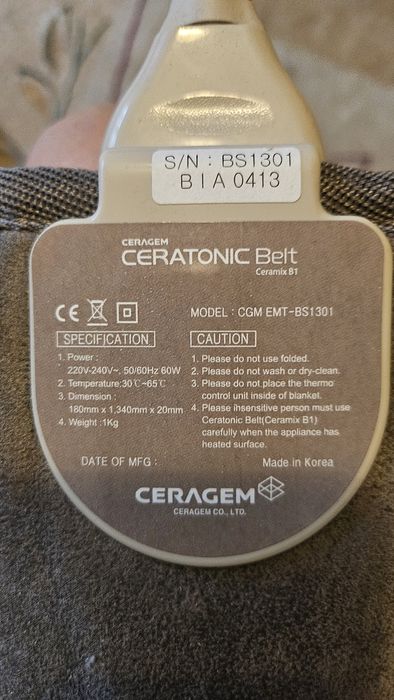 S/N : BS1301
B I A 0413
CERAGEM
CERATONIC Belt
Ceramix B1
CE
MODEL : CGM EMT-BS1301
SPECIFICATION
1. Power :
220V-240V~, 50/60Hz 60W
2. Temperature:30℃~65℃
3. Dimension :
180mm x 1,340mm x 20mm
4. Weight :1Kg
CAUTION
1. Please do not use folded.
2. Please do not wash or dry-clean.
3. Please do not place the thermo
control unit inside of blanket.
4. Please insensitive person must use
Ceratonic Belt(Ceramix B1)
carefully when the appliance has
heated surface.
DATE OF MFG :
Made in Korea
CERAGEM
CERAGEM CO., LTD.